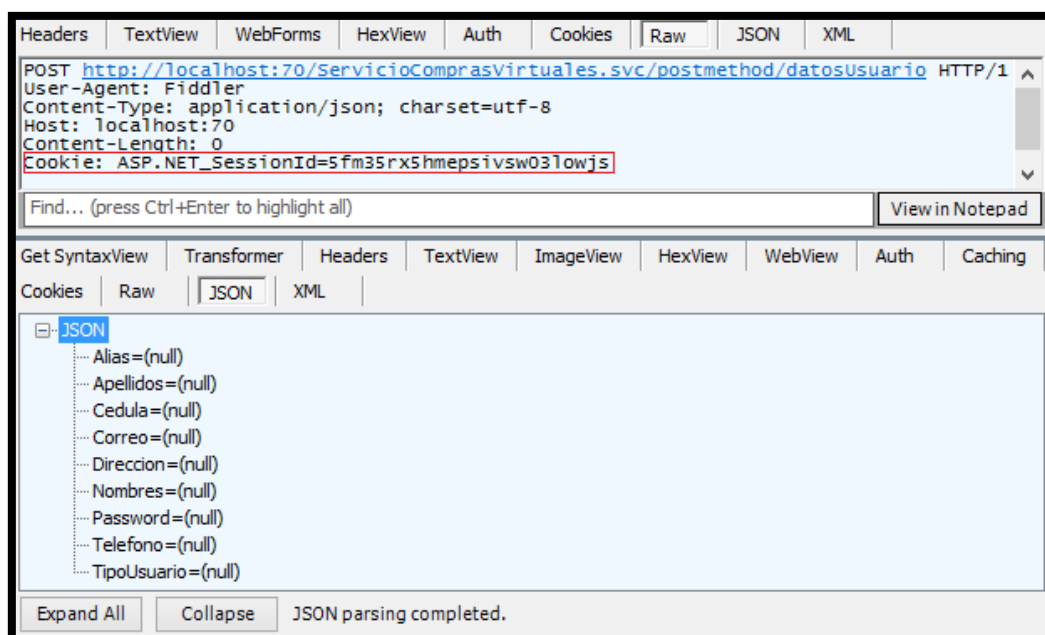 Headers TextView WebForms HexView Auth Cookies Raw JSON XML
POST http://localhost:70/ServicioComprasVirtuales.svc/postmethod/datosUsuario HTTP/1
User-Agent: Fiddler
Content-Type: application/json; charset=utf-8
Host: localhost:70
Content-Length: 0
Cookie: ASP.NET_SessionId=5fm35rx5hmepsivsw03lowjs
Find... (press Ctrl+Enter to highlight all) View in Notepad
Get SyntaxView Transformer Headers TextView ImageView HexView WebView Auth Caching
Cookies Raw JSON XML
JSON
Alias=(null)
Apellidos=(null)
Cedula=(null)
Correo=(null)
Direccion=(null)
Nombres=(null)
Password=(null)
Telefono=(null)
TipoUsuario=(null)
Expand All Collapse JSON parsing completed.